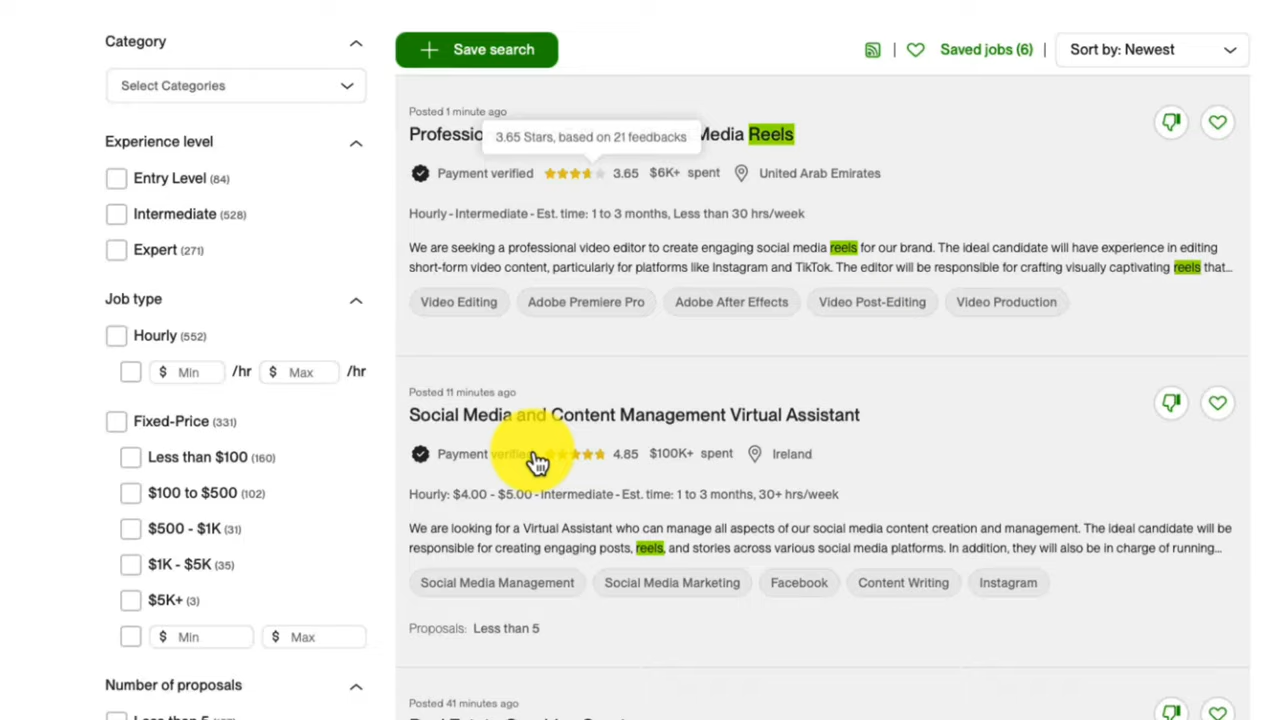 Category
Select Categories
Experience level
Entry Level (84)
Intermediate (528)
Expert (271)
Job type
Hourly (552)
$ Min /hr $ Max /hr
Fixed-Price (331)
Less than $100 (160)
$100 to $500 (102)
$500 - $1K (31)
$1K - $5K (35)
$5K+ (3)
$ Min $ Max
Number of proposals
Less than 5
Save search
Saved jobs (6)
Sort by: Newest
Posted 1 minute ago
3.65 Stars, based on 21 feedbacks
Reels
Payment verified 3.65 $6K+ spent United Arab Emirates
Hourly - Intermediate - Est. time: 1 to 3 months, Less than 30 hrs/week
We are seeking a professional video editor to create engaging social media reels for our brand. The ideal candidate will have experience in editing
short-form video content, particularly for platforms like Instagram and TikTok. The editor will be responsible for crafting visually captivating reels that...
Video Editing Adobe Premiere Pro Adobe After Effects Video Post-Editing Video Production
Posted 11 minutes ago
Social Media and Content Management Virtual Assistant
Payment verified 4.85 $100K+ spent Ireland
Hourly: $4.00 - $5.00 - Intermediate - Est. time: 1 to 3 months, 30+ hrs/week
We are looking for a Virtual Assistant who can manage all aspects of our social media content creation and management. The ideal candidate will be
responsible for creating engaging posts, reels, and stories across various social media platforms. In addition, they will also be in charge of running...
Social Media Management Social Media Marketing Facebook Content Writing Instagram
Proposals: Less than 5
Posted 41 minutes ago